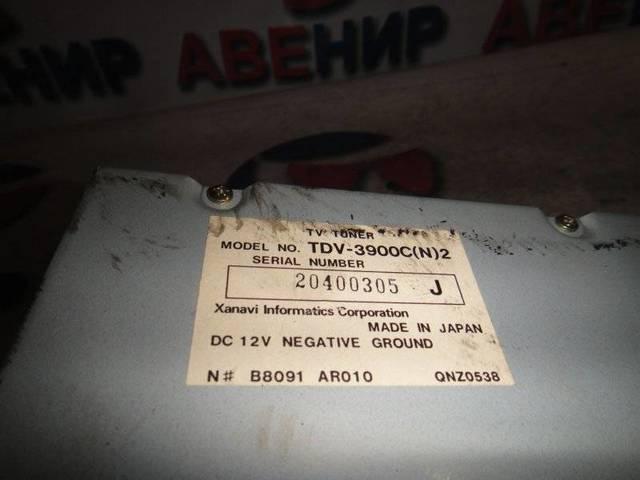 АВЕНИР
АВЕНИР
TV TUNER
MODEL NO. TDV-3900C(N)2
SERIAL NUMBER
20400305 J
Xanavi Informatics Corporation
MADE IN JAPAN
DC 12V NEGATIVE GROUND
N# B8091 AR010 QNZ0538